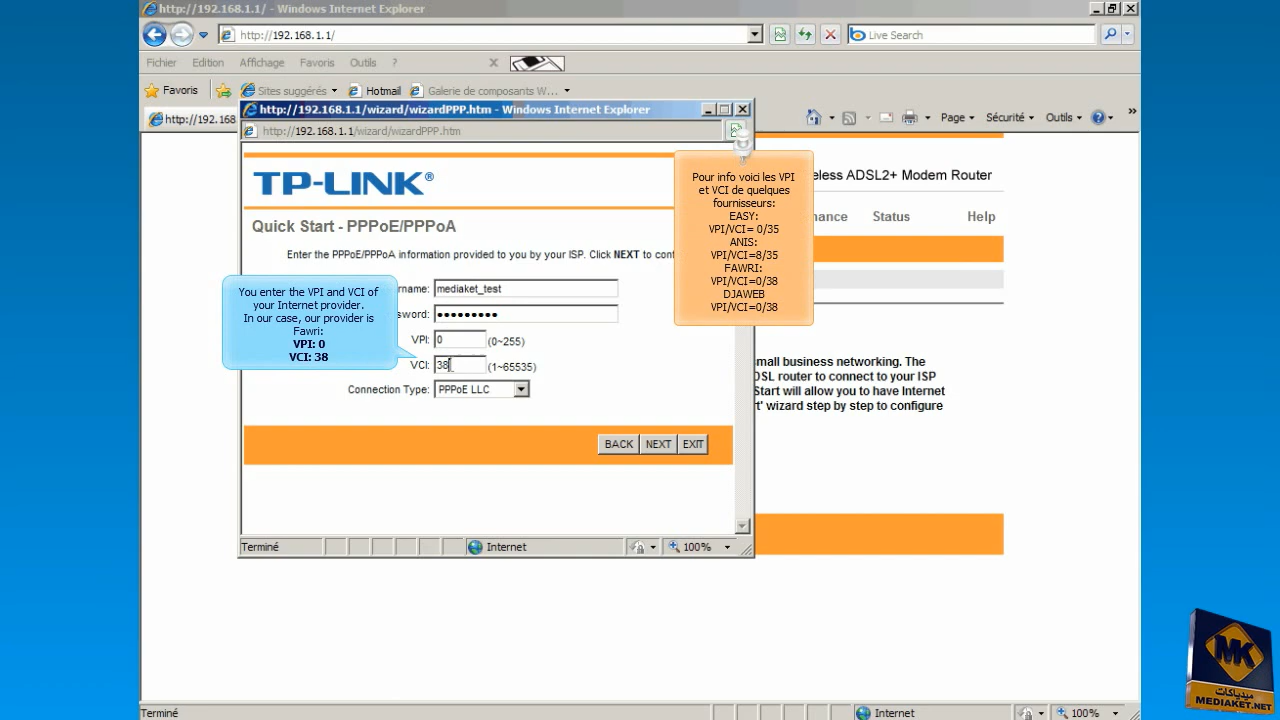 http://192.168.1.1/ - Windows Internet Explorer
http://192.168.1.1/
Live Search
Fichier Edition Affichage Favoris Outils ?
Favoris Sites suggérés Hotmail Galerie de composants W...
http://192.168
Page Sécurité Outils
http://192.168.1.1/wizard/wizardPPP.htm - Windows Internet Explorer
http://192.168.1.1/wizard/wizardPPP.htm
TP-LINK®
Quick Start - PPPoE/PPPoA
Enter the PPPoE/PPPoA information provided to you by your ISP. Click NEXT to cont
name: mediaket_test
sword: ●●●●●●●●●
VPI: 0 (0~255)
VCI: 38 (1~65535)
Connection Type: PPPoE LLC
BACK NEXT EXIT
Terminé Internet 100%
You enter the VPI and VCI of
your Internet provider.
In our case, our provider is
Fawri:
VPI: 0
VCI: 38
Pour info voici les VPI
et VCI de quelques
fournisseurs:
EASY:
VPI/VCI= 0/35
ANIS:
VPI/VCI=8/35
FAWRI:
VPI/VCI=0/38
DJAWEB
VPI/VCI=0/38
eless ADSL2+ Modem Router
nance Status Help
mall business networking. The
DSL router to connect to your ISP
Start will allow you to have Internet
t' wizard step by step to configure
Terminé Internet 100%
MK
ميدياكات
MEDIAKET.NET